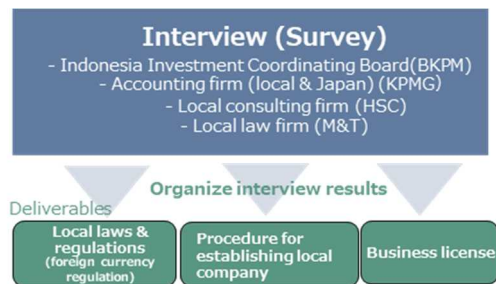 Interview (Survey)
- Indonesia Investment Coordinating Board(BKPM)
- Accounting firm (local & Japan) (KPMG)
- Local consulting firm (HSC)
- Local law firm (M&T)
Organize interview results
Deliverables
Local laws &
regulations
(foreign currency
regulation)
Procedure for
establishing local
company
Business license